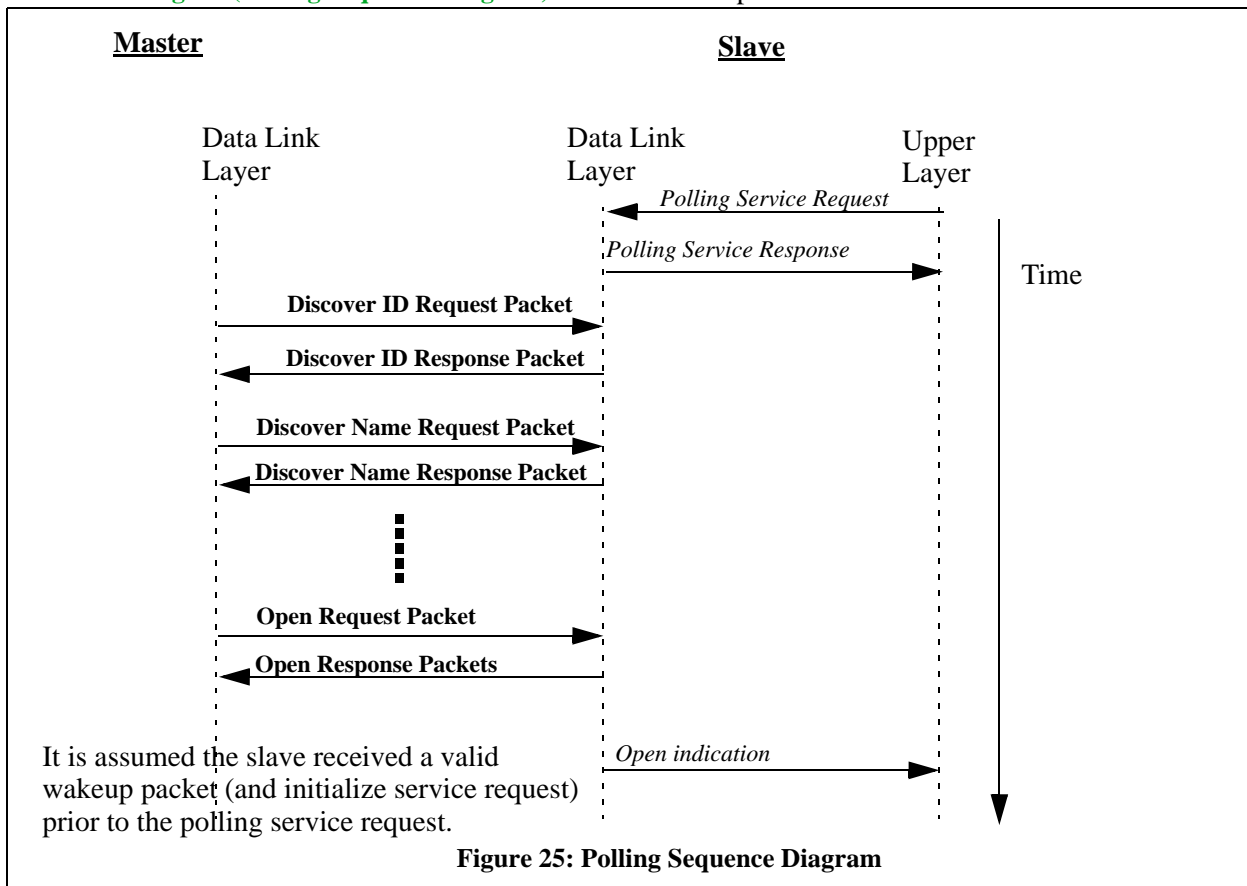 Master
Slave
Data Link
Layer
Data Link
Layer
Upper
Layer
Polling Service Request
Polling Service Response
Time
Discover ID Request Packet
Discover ID Response Packet
Discover Name Request Packet
Discover Name Response Packet
Open Request Packet
Open Response Packets
Open indication
It is assumed the slave received a valid
wakeup packet (and initialize service request)
prior to the polling service request.
Figure 25: Polling Sequence Diagram